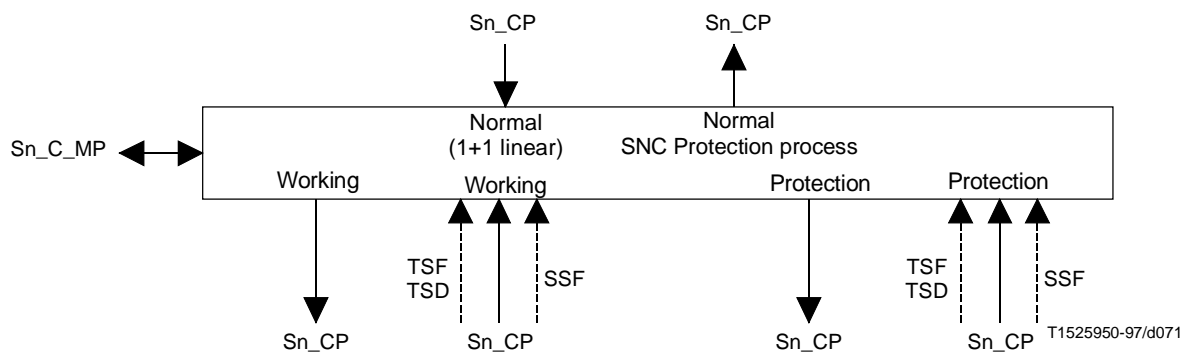 Sn_CP
Sn_CP
Sn_C_MP
Normal
(1+1 linear)
Normal
SNC Protection process
Working
Working
Protection
Protection
TSF
TSD
SSF
TSF
TSD
SSF
Sn_CP
Sn_CP
Sn_CP
Sn_CP
T1525950-97/d071